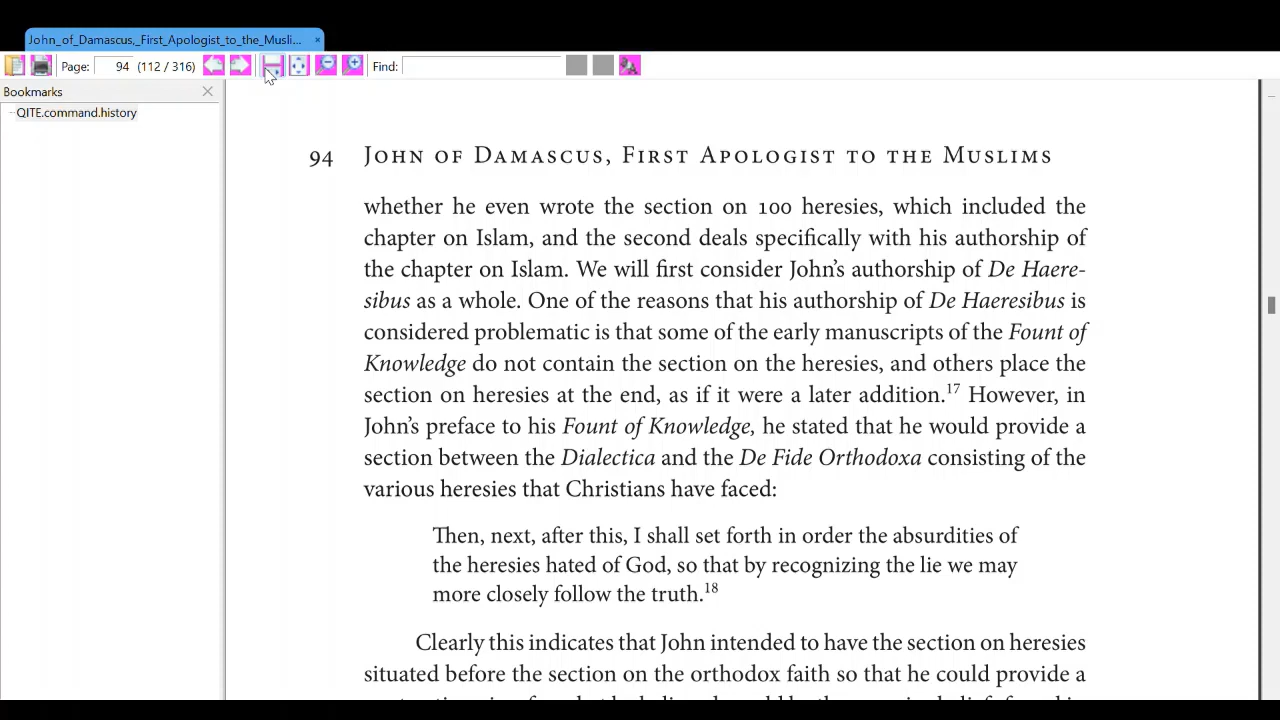 John_of_Damascus,_First_Apologist_to_the_Musli...
Page: 94 (112 / 316) Find:
Bookmarks
QITE.command.history
94 John of Damascus, First Apologist to the Muslims
whether he even wrote the section on 100 heresies, which included the
chapter on Islam, and the second deals specifically with his authorship of
the chapter on Islam. We will first consider John’s authorship of De Haere-
sibus as a whole. One of the reasons that his authorship of De Haeresibus is
considered problematic is that some of the early manuscripts of the Fount of
Knowledge do not contain the section on the heresies, and others place the
section on heresies at the end, as if it were a later addition.17 However, in
John’s preface to his Fount of Knowledge, he stated that he would provide a
section between the Dialectica and the De Fide Orthodoxa consisting of the
various heresies that Christians have faced:
Then, next, after this, I shall set forth in order the absurdities of
the heresies hated of God, so that by recognizing the lie we may
more closely follow the truth.18
Clearly this indicates that John intended to have the section on heresies
situated before the section on the orthodox faith so that he could provide a